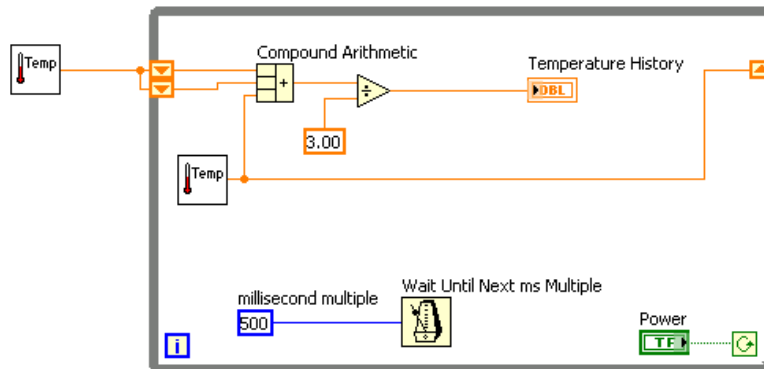 Compound Arithmetic
Temperature History
Temp
+
÷
DBL
3.00
Temp
Wait Until Next ms Multiple
millisecond multiple
500
Power
TF
i